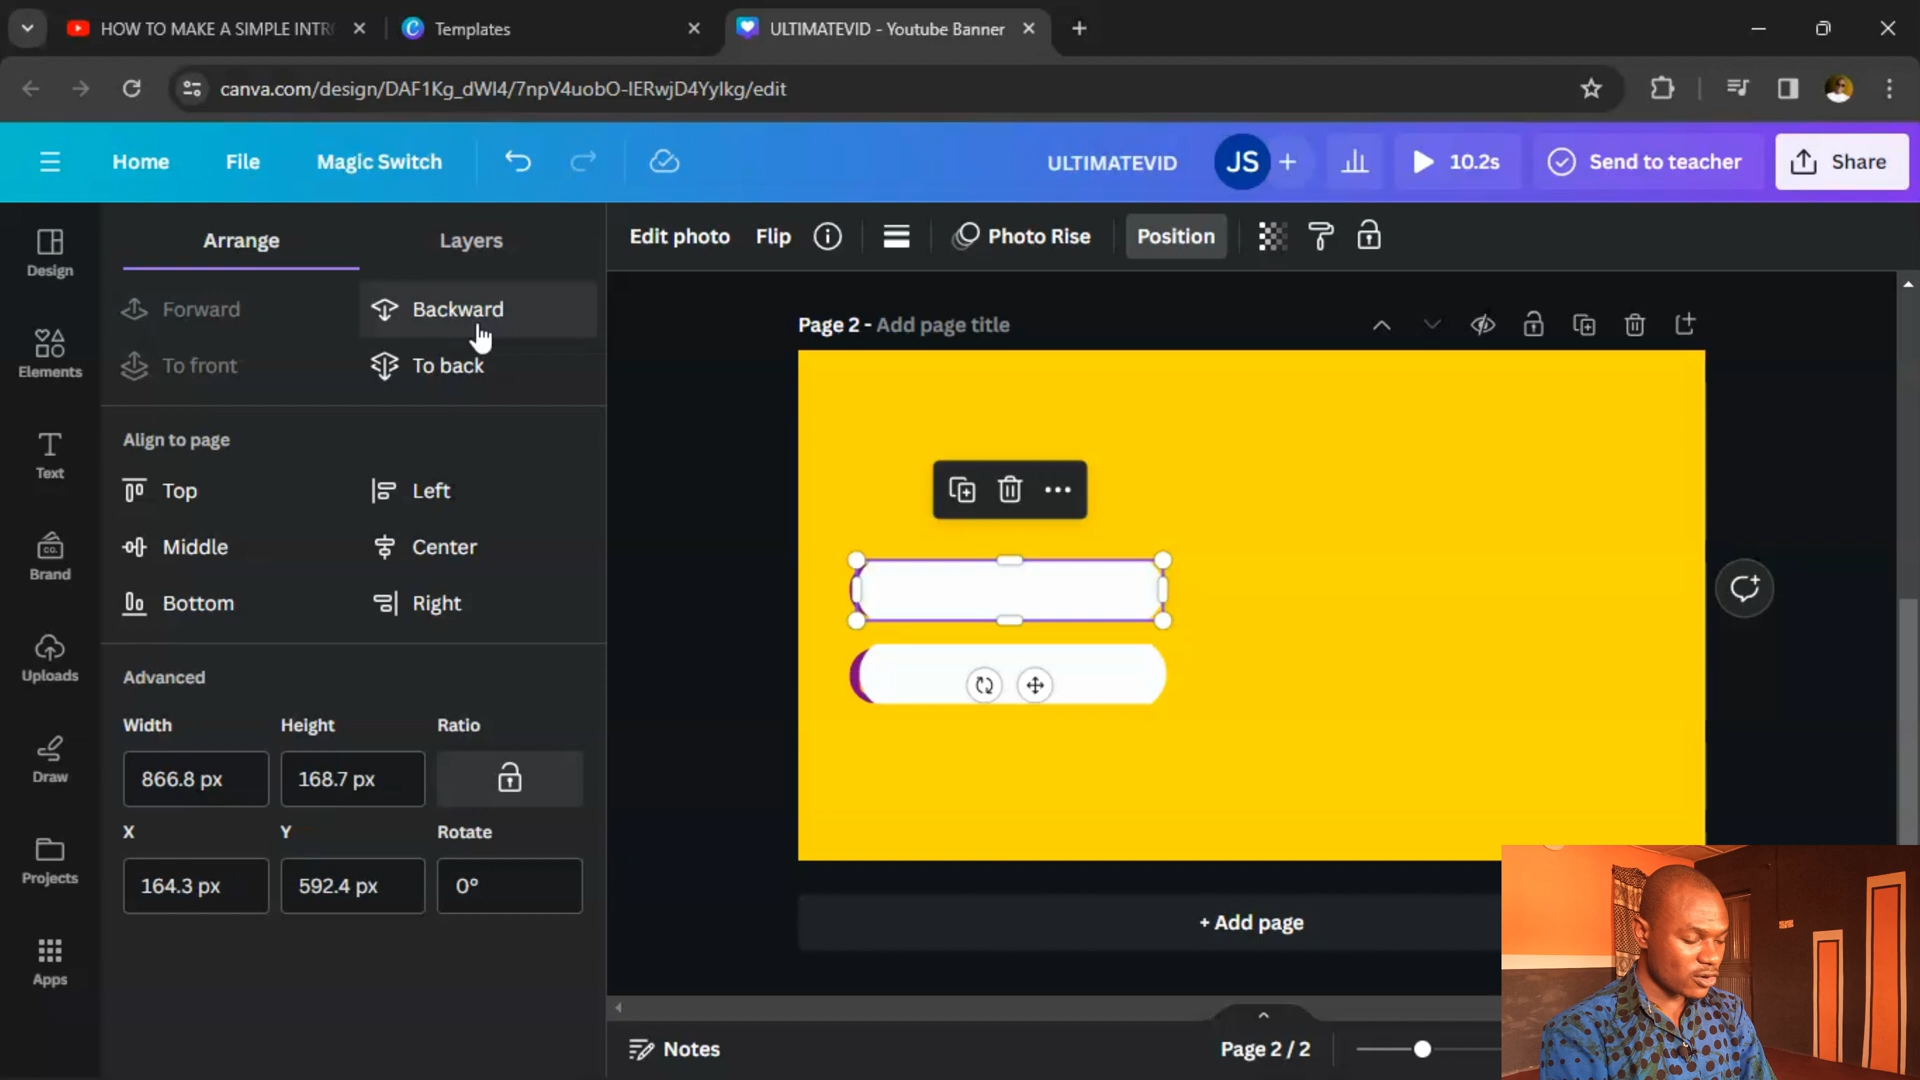 HOW TO MAKE A SIMPLE INTR
Templates
ULTIMATEVID - Youtube Banner
canva.com/design/DAF1Kg_dWI4/7npV4uobO-IERwjD4YyIkg/edit
Home
File
Magic Switch
ULTIMATEVID
JS
10.2s
Send to teacher
Share
Design
Elements
Text
Brand
Uploads
Draw
Projects
Apps
Arrange
Layers
Forward
Backward
To front
To back
Align to page
Top
Left
Middle
Center
Bottom
Right
Advanced
Width
Height
Ratio
866.8 px
168.7 px
X
Y
Rotate
164.3 px
592.4 px
0°
Edit photo
Flip
Photo Rise
Position
Page 2 - Add page title
+ Add page
Notes
Page 2 / 2
CO.